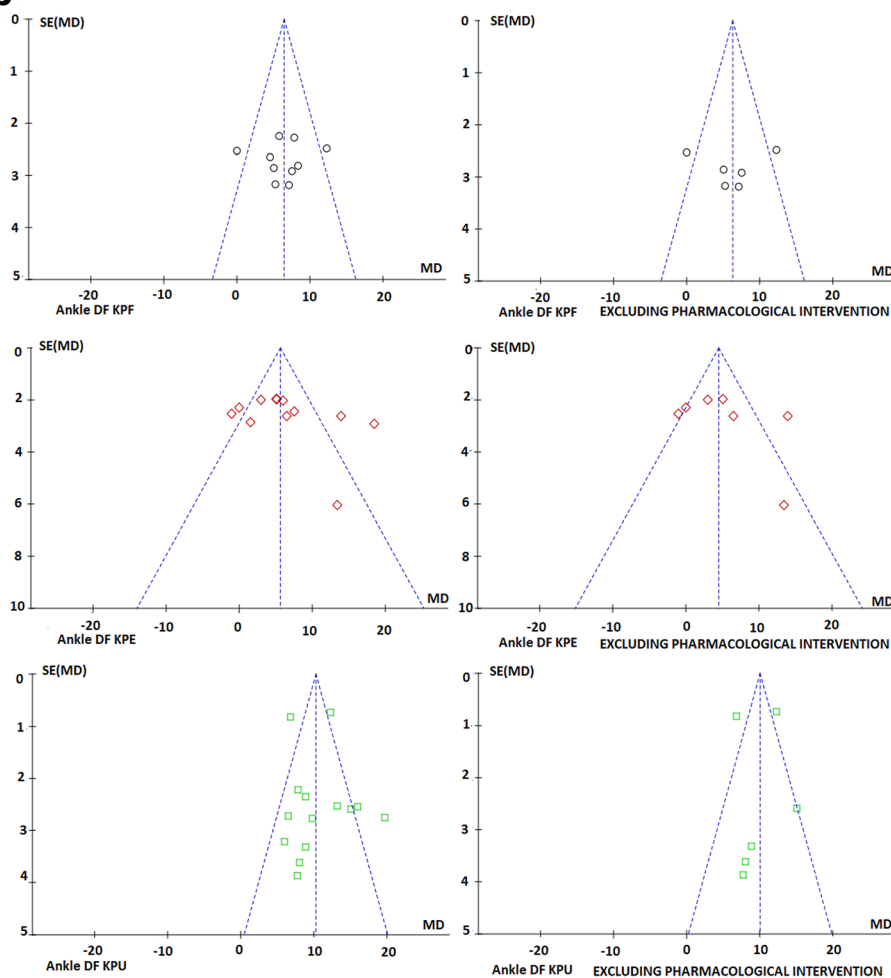 SE(MD)
0
1
2
3
4
5
-20 -10 0 10 20
MD
Ankle DF KPF
SE(MD)
0
1
2
3
4
5
-20 -10 0 10 20
MD
Ankle DF KPF EXCLUDING PHARMACOLOGICAL INTERVENTION
SE(MD)
0
2
4
6
8
10
-20 -10 0 10 20
MD
Ankle DF KPE
SE(MD)
0
2
4
6
8
10
-20 -10 0 10 20
MD
Ankle DF KPE EXCLUDING PHARMACOLOGICAL INTERVENTION
SE(MD)
0
1
2
3
4
5
-20 -10 0 10 20
MD
Ankle DF KPU
SE(MD)
0
1
2
3
4
5
-20 -10 0 10 20
MD
Ankle DF KPU EXCLUDING PHARMACOLOGICAL INTERVENTION